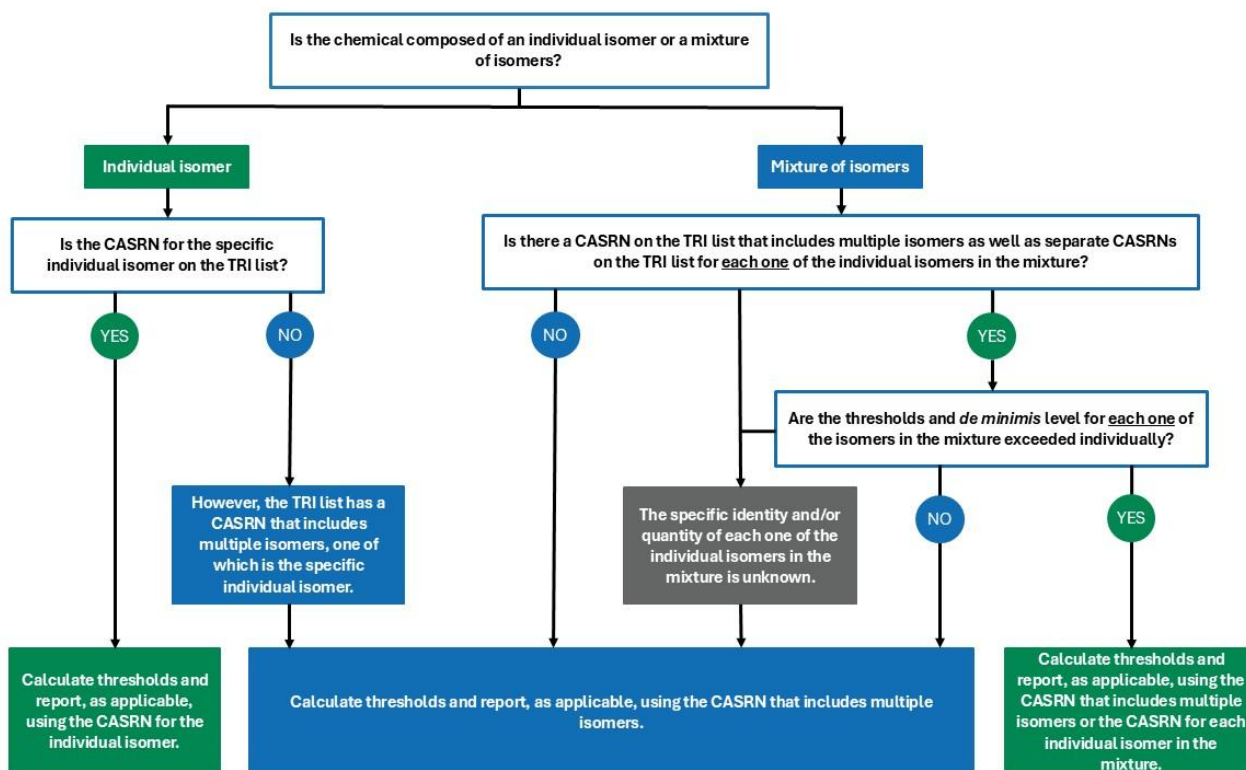 Is the chemical composed of an individual isomer or a mixture
of isomers?
Individual isomer
Mixture of isomers
Is the CASRN for the specific
individual isomer on the TRI list?
Is there a CASRN on the TRI list that includes multiple isomers as well as separate CASRNs
on the TRI list for each one of the individual isomers in the mixture?
YES
NO
NO
YES
Are the thresholds and de minimis level for each one of
the isomers in the mixture exceeded individually?
However, the TRI list has a
CASRN that includes
multiple isomers, one of
which is the specific
individual isomer.
The specific identity and/or
quantity of each one of the
individual isomers in the
mixture is unknown.
NO
YES
Calculate thresholds and
report, as applicable,
using the CASRN for the
individual isomer.
Calculate thresholds and report, as applicable, using the CASRN that includes multiple
isomers.
Calculate thresholds and
report, as applicable, using the
CASRN that includes multiple
isomers or the CASRN for each
individual isomer in the
mixture.